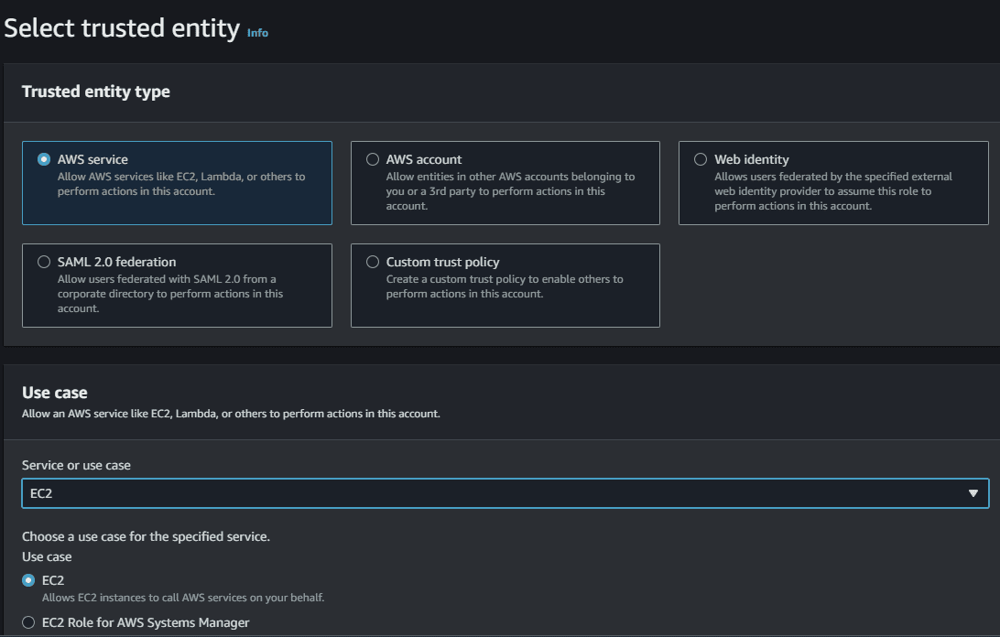 Select trusted entity Info
Trusted entity type
AWS service
Allow AWS services like EC2, Lambda, or others to
perform actions in this account.
AWS account
Allow entities in other AWS accounts belonging to
you or a 3rd party to perform actions in this
account.
Web identity
Allows users federated by the specified external
web identity provider to assume this role to
perform actions in this account.
SAML 2.0 federation
Allow users federated with SAML 2.0 from a
corporate directory to perform actions in this
account.
Custom trust policy
Create a custom trust policy to enable others to
perform actions in this account.
Use case
Allow an AWS service like EC2, Lambda, or others to perform actions in this account.
Service or use case
EC2
Choose a use case for the specified service.
Use case
EC2
Allows EC2 instances to call AWS services on your behalf.
EC2 Role for AWS Systems Manager